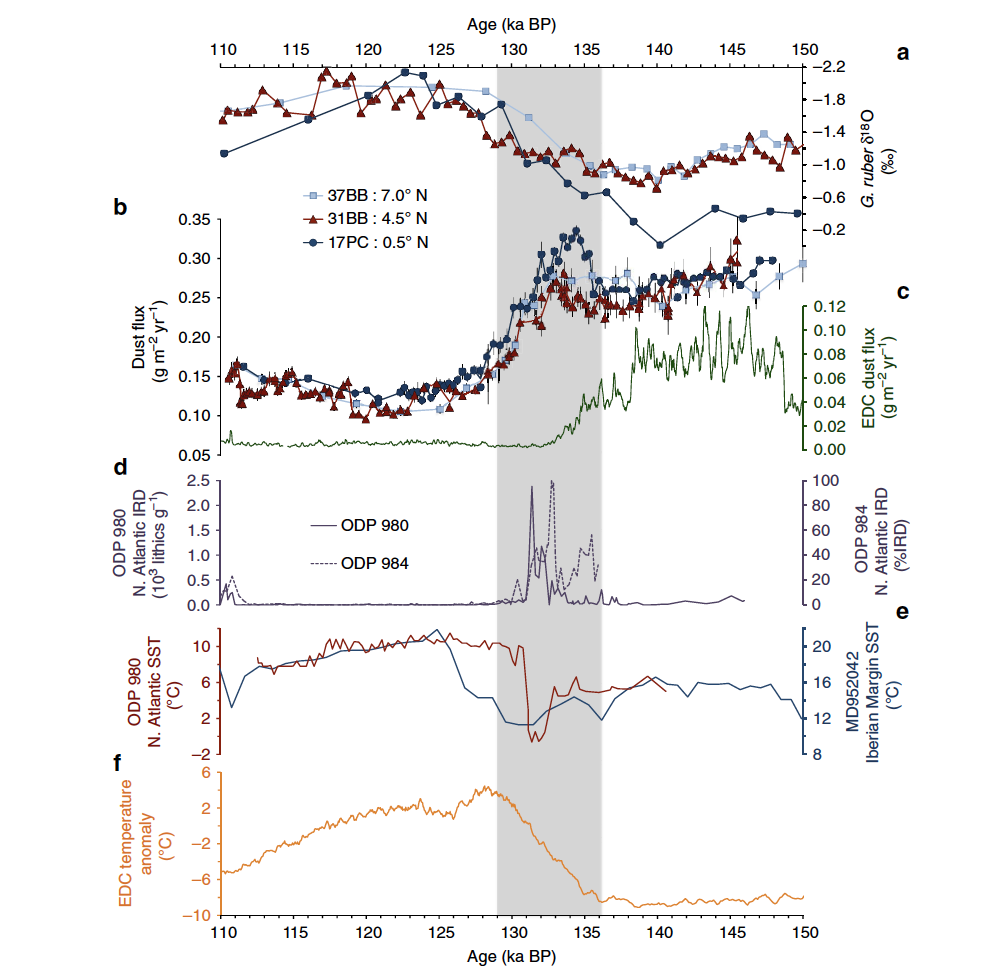 Age (ka BP)
110 115 120 125 130 135 140 145 150
a
−2.2
−1.8
−1.4
−1.0
−0.6
−0.2
G. ruber δ18O
(‰)
37BB : 7.0° N
31BB : 4.5° N
17PC : 0.5° N
b
0.35
0.30
0.25
0.20
0.15
0.10
0.05
Dust flux
(g m−2 yr−1)
c
0.12
0.10
0.08
0.06
0.04
0.02
0.00
EDC dust flux
(g m−2 yr−1)
d
2.5
2.0
1.5
1.0
0.5
0.0
ODP 980
N. Atlantic IRD
(103 lithics g−1)
ODP 980
ODP 984
100
80
60
40
20
0
ODP 984
N. Atlantic IRD
(%IRD)
e
10
6
2
−2
ODP 980
N. Atlantic SST
(°C)
20
16
12
8
MD952042
Iberian Margin SST
(°C)
f
6
2
−2
−6
−10
EDC temperature
anomaly
(°C)
110 115 120 125 130 135 140 145 150
Age (ka BP)